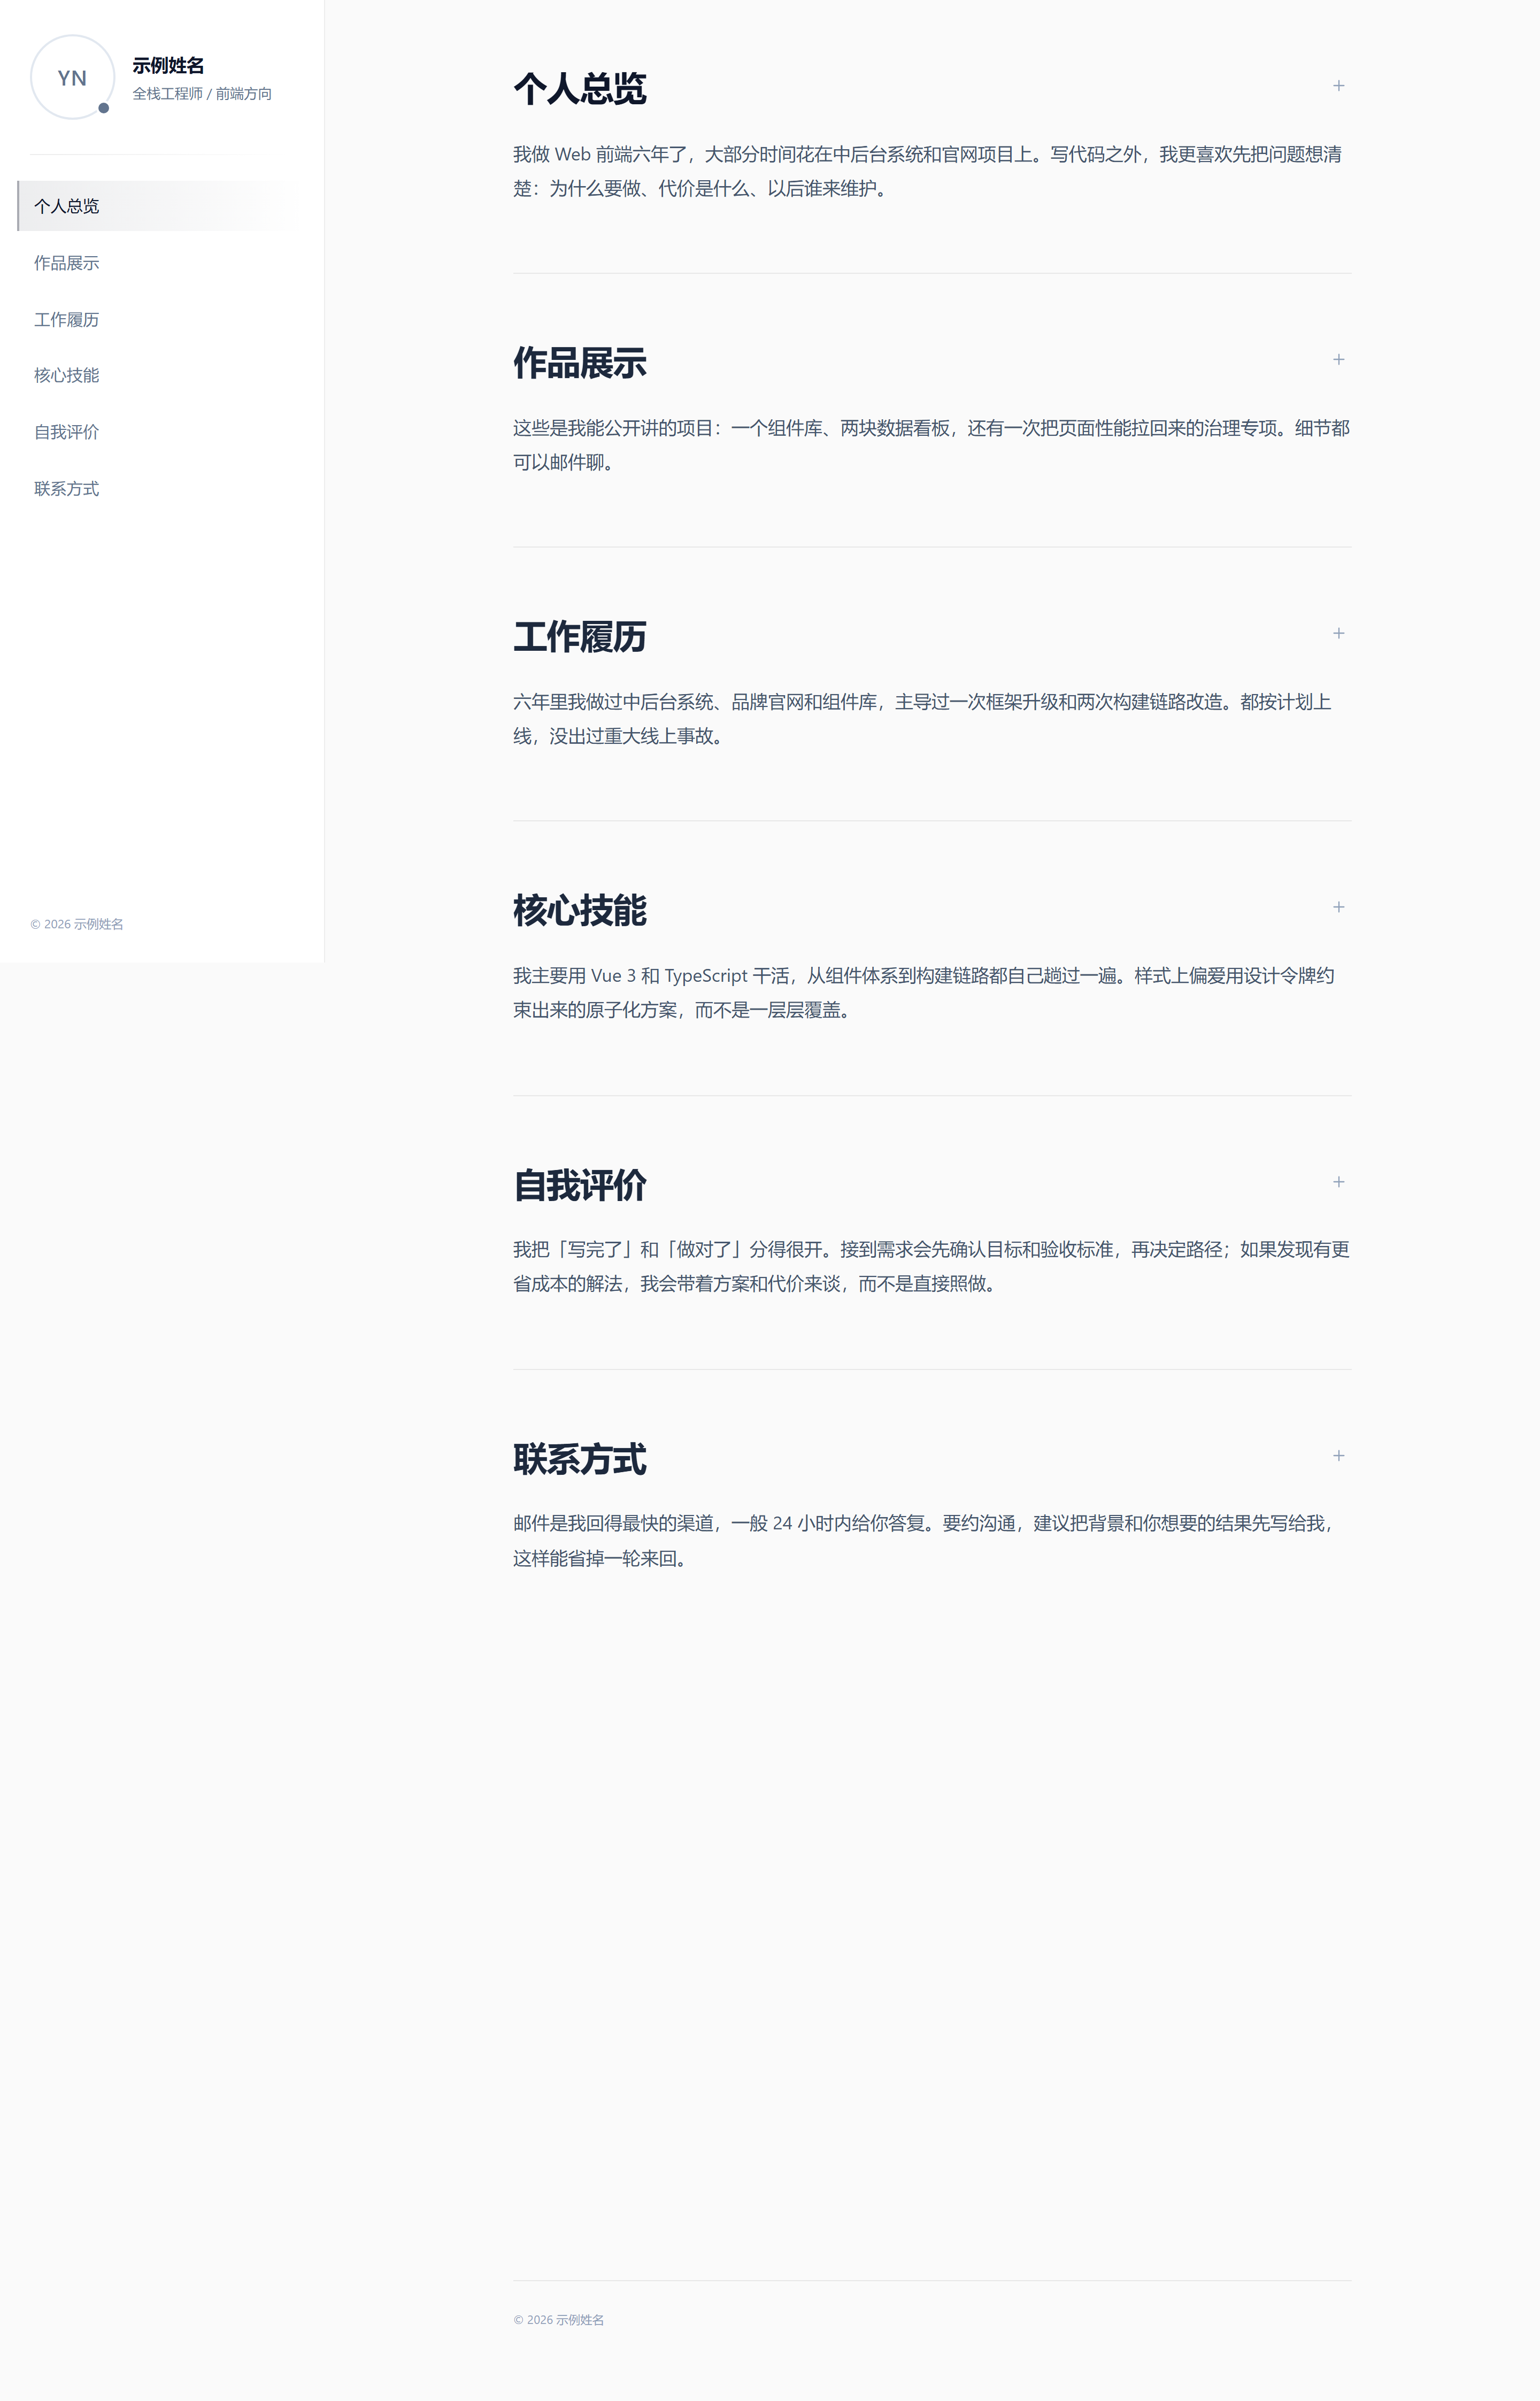 YN
示例姓名
全栈工程师 / 前端方向
个人总览
作品展示
工作履历
核心技能
自我评价
联系方式
© 2026 示例姓名
个人总览
+
我做 Web 前端六年了，大部分时间花在中后台系统和官网项目上。写代码之外，我更喜欢先把问题想清
楚：为什么要做、代价是什么、以后谁来维护。
作品展示
+
这些是我能公开讲的项目：一个组件库、两块数据看板，还有一次把页面性能拉回来的治理专项。细节都
可以邮件聊。
工作履历
+
六年里我做过中后台系统、品牌官网和组件库，主导过一次框架升级和两次构建链路改造。都按计划上
线，没出过重大线上事故。
核心技能
+
我主要用 Vue 3 和 TypeScript 干活，从组件体系到构建链路都自己趟过一遍。样式上偏爱用设计令牌约
束出来的原子化方案，而不是一层层覆盖。
自我评价
+
我把「写完了」和「做对了」分得很开。接到需求会先确认目标和验收标准，再决定路径；如果发现有更
省成本的解法，我会带着方案和代价来谈，而不是直接照做。
联系方式
+
邮件是我回得最快的渠道，一般 24 小时内给你答复。要约沟通，建议把背景和你想要的结果先写给我，
这样能省掉一轮来回。
© 2026 示例姓名